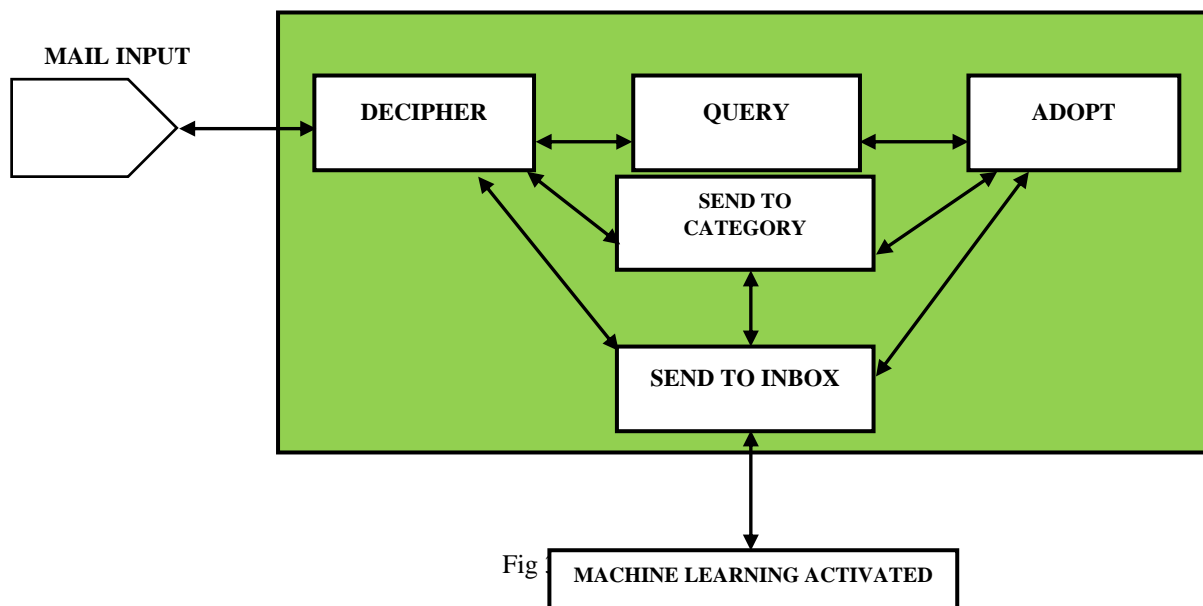 MAIL INPUT
DECIPHER
QUERY
ADOPT
SEND TO
CATEGORY
SEND TO INBOX
Fig
MACHINE LEARNING ACTIVATED